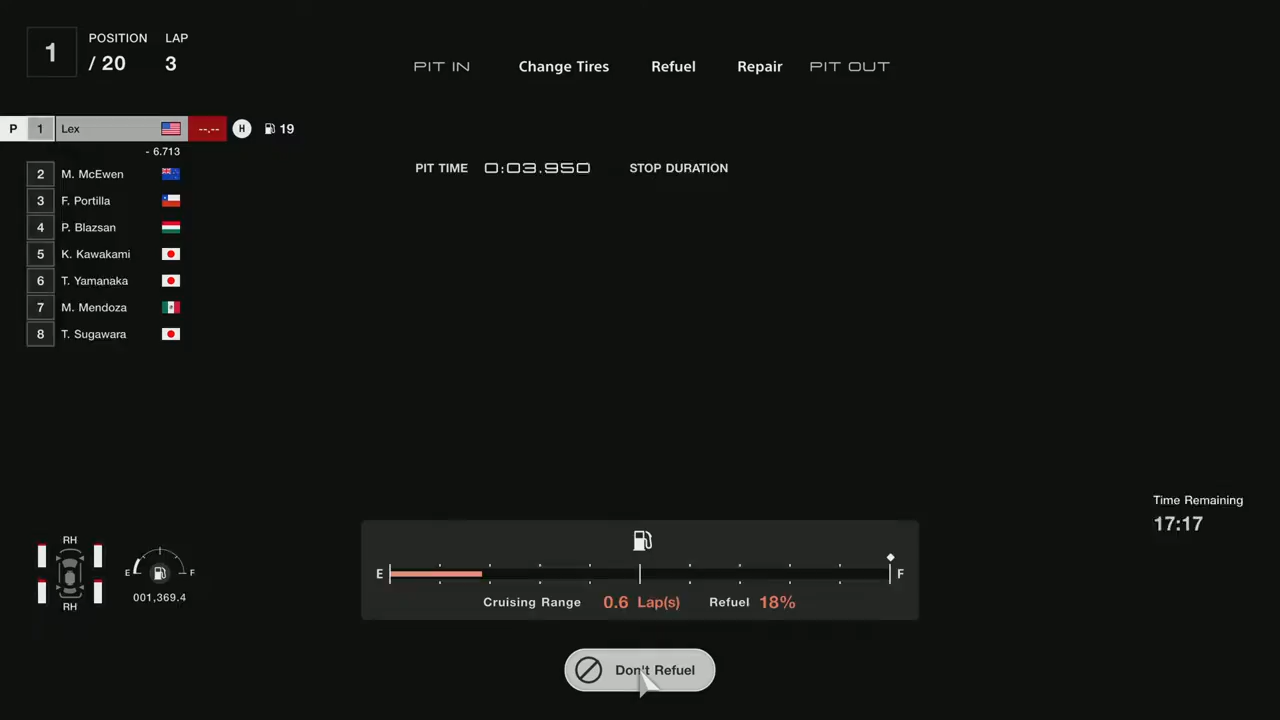 1
POSITION
/ 20
LAP
3
PIT IN
Change Tires
Refuel
Repair
PIT OUT
P 1 Lex --.-- H 19
- 6.713
2 M. McEwen
3 F. Portilla
4 P. Blazsan
5 K. Kawakami
6 T. Yamanaka
7 M. Mendoza
8 T. Sugawara
PIT TIME 0:03.950 STOP DURATION
Time Remaining
17:17
RH
RH
E F
001,369.4
E F
Cruising Range 0.6 Lap(s) Refuel 18%
Don't Refuel